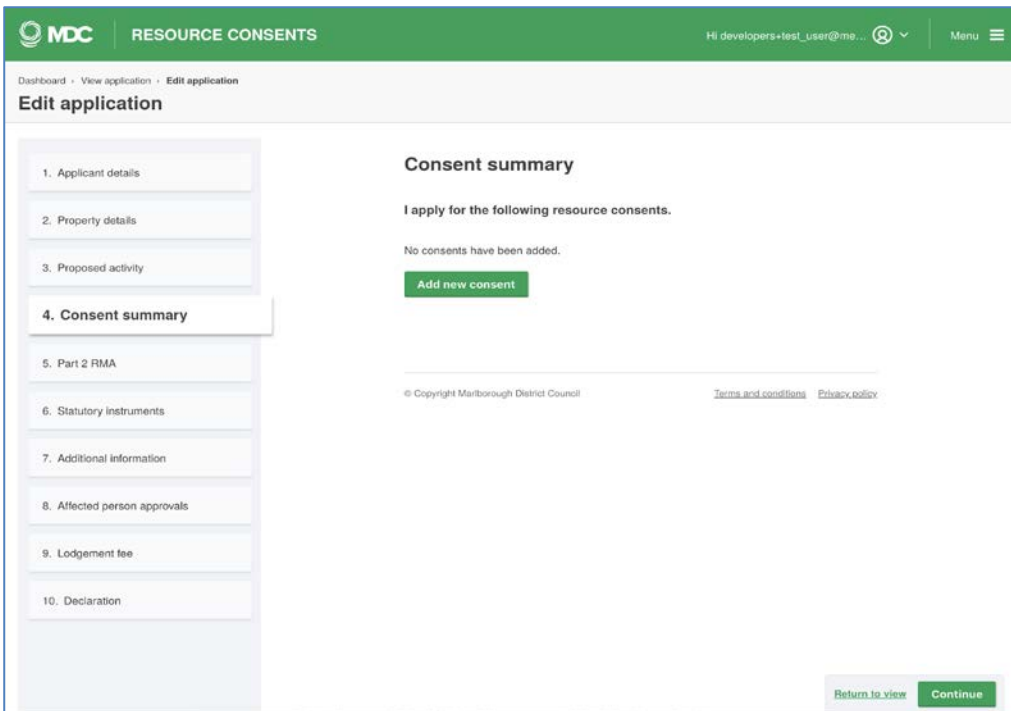 MDC
RESOURCE CONSENTS
Hi developers+test_user@me...
Menu
Dashboard › View application › Edit application
Edit application
1. Applicant details
2. Property details
3. Proposed activity
4. Consent summary
5. Part 2 RMA
6. Statutory instruments
7. Additional information
8. Affected person approvals
9. Lodgement fee
10. Declaration
Consent summary
I apply for the following resource consents.
No consents have been added.
Add new consent
© Copyright Marlborough District Council
Terms and conditions
Privacy policy
Return to view
Continue